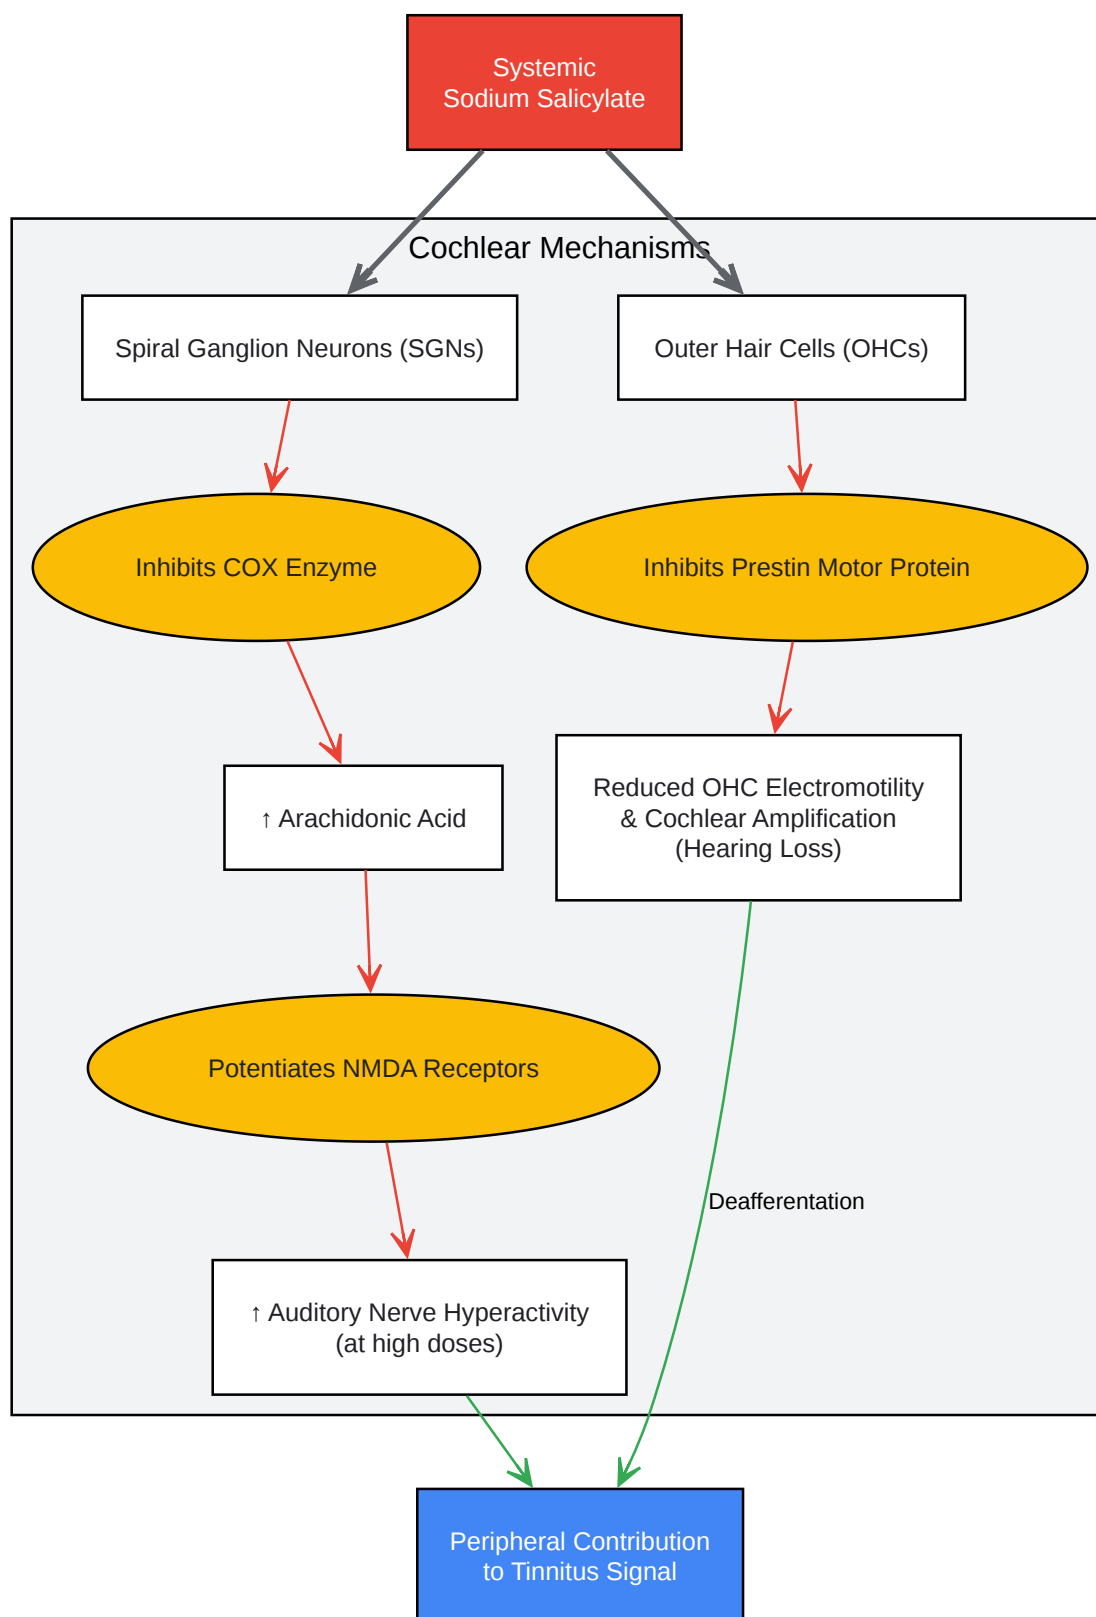 Systemic
Sodium Salicylate
Cochlear Mechanisms
Spiral Ganglion Neurons (SGNs)
Outer Hair Cells (OHCs)
Inhibits COX Enzyme
Inhibits Prestin Motor Protein
↑ Arachidonic Acid
Reduced OHC Electromotility
& Cochlear Amplification
(Hearing Loss)
Potentiates NMDA Receptors
Deafferentation
↑ Auditory Nerve Hyperactivity
(at high doses)
Peripheral Contribution
to Tinnitus Signal